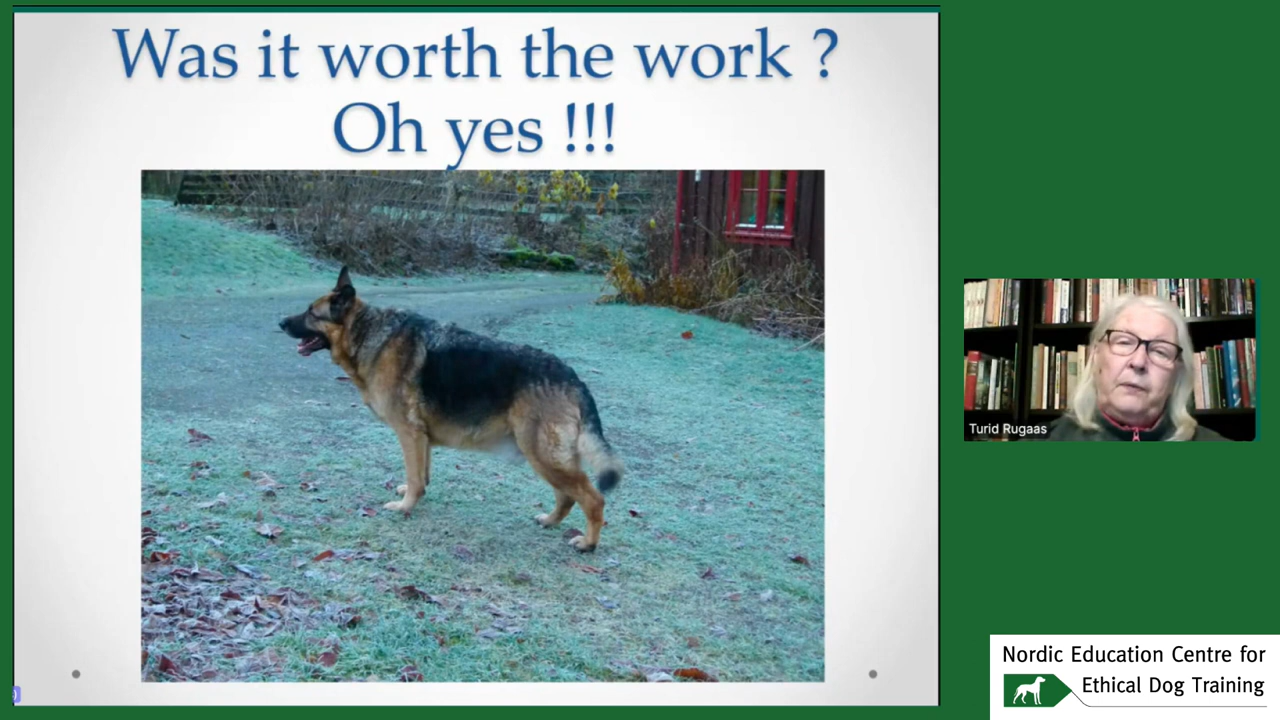 Was it worth the work ?
Oh yes !!!
Turid Rugaas
Nordic Education Centre for
Ethical Dog Training